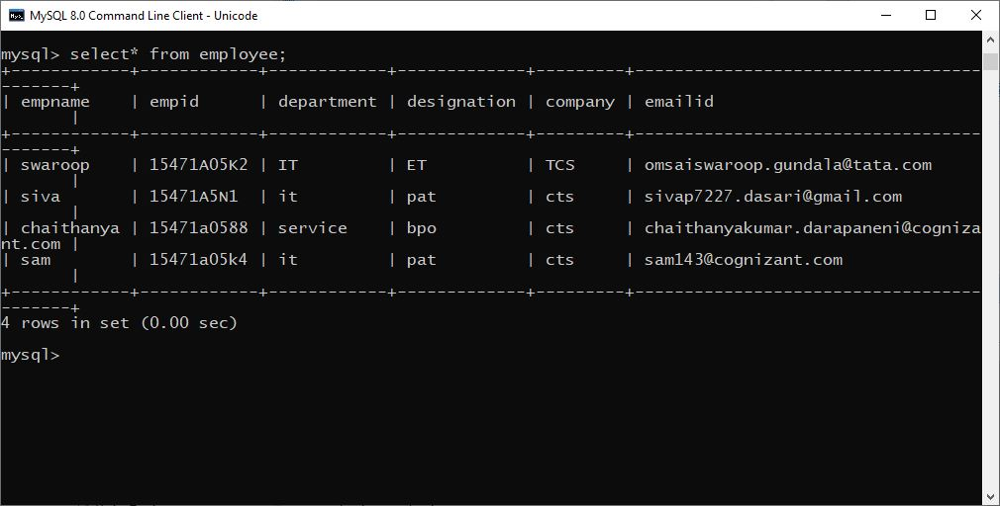 MySQL 8.0 Command Line Client - Unicode
mysql> select* from employee;
+------------+------------+------------+-------------+---------+-----------------------------------
-------+
| empname    | empid      | department | designation | company | emailid
       |
+------------+------------+------------+-------------+---------+-----------------------------------
-------+
| swaroop    | 15471A05K2 | IT         | ET          | TCS     | omsaiswaroop.gundala@tata.com
       |
| siva       | 15471A5N1  | it         | pat         | cts     | sivap7227.dasari@gmail.com
       |
| chaithanya | 15471a0588 | service    | bpo         | cts     | chaithanyakumar.darapaneni@cogniza
nt.com |
| sam        | 15471a05k4 | it         | pat         | cts     | sam143@cognizant.com
       |
+------------+------------+------------+-------------+---------+-----------------------------------
-------+
4 rows in set (0.00 sec)
mysql>